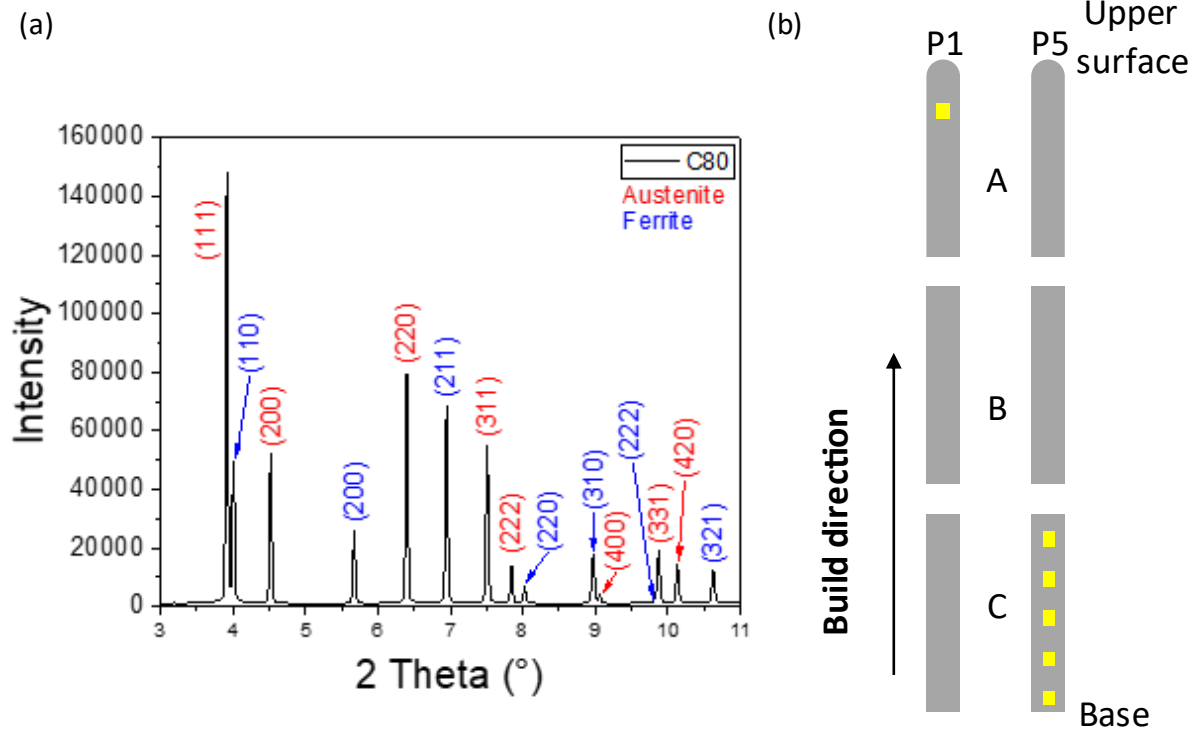 (a)
160000
140000
120000
100000
80000
60000
40000
20000
0
Intensity
3 4 5 6 7 8 9 10 11
2 Theta (°)
C80
Austenite
Ferrite
(111)
(110)
(200)
(200)
(220)
(211)
(311)
(222)
(220)
(310)
(400)
(222)
(331)
(420)
(321)
(b)
Upper
surface
P1 P5
A
B
C
Build direction
Base